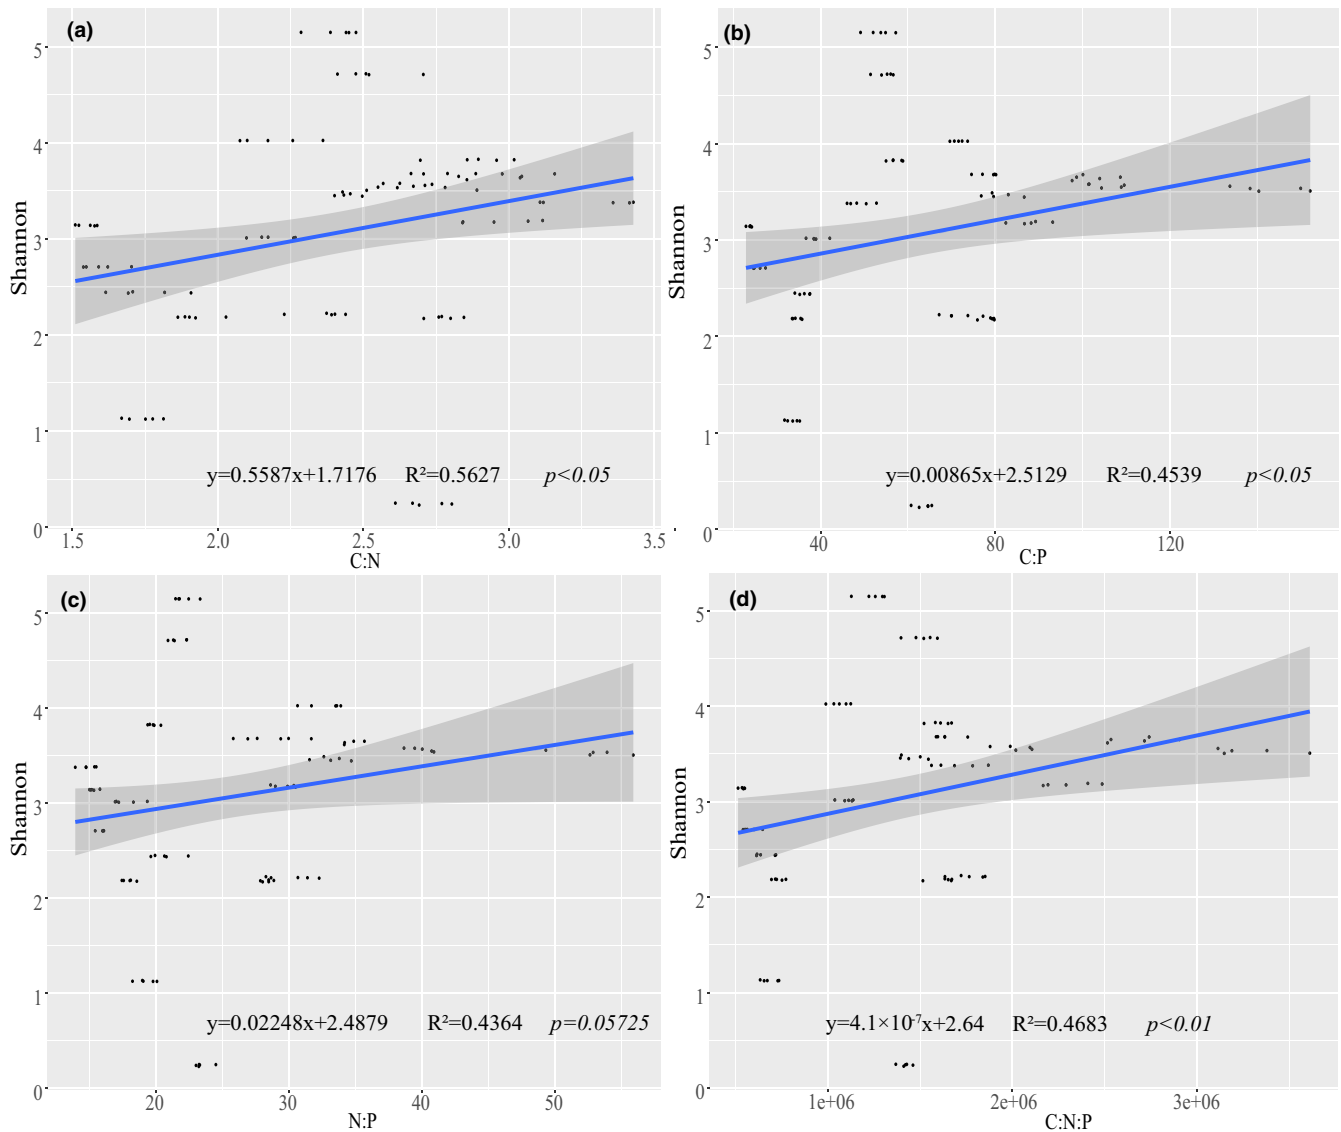 (a)
Shannon
5
4
3
2
1
0
y=0.5587x+1.7176 R²=0.5627 p<0.05
1.5 2.0 2.5 3.0 3.5
C:N
(b)
Shannon
5
4
3
2
1
0
y=0.00865x+2.5129 R²=0.4539 p<0.05
40 80 120
C:P
(c)
Shannon
5
4
3
2
1
0
y=0.02248x+2.4879 R²=0.4364 p=0.05725
20 30 40 50
N:P
(d)
Shannon
5
4
3
2
1
0
y=4.1×10⁻⁷x+2.64 R²=0.4683 p<0.01
1e+06 2e+06 3e+06
C:N:P